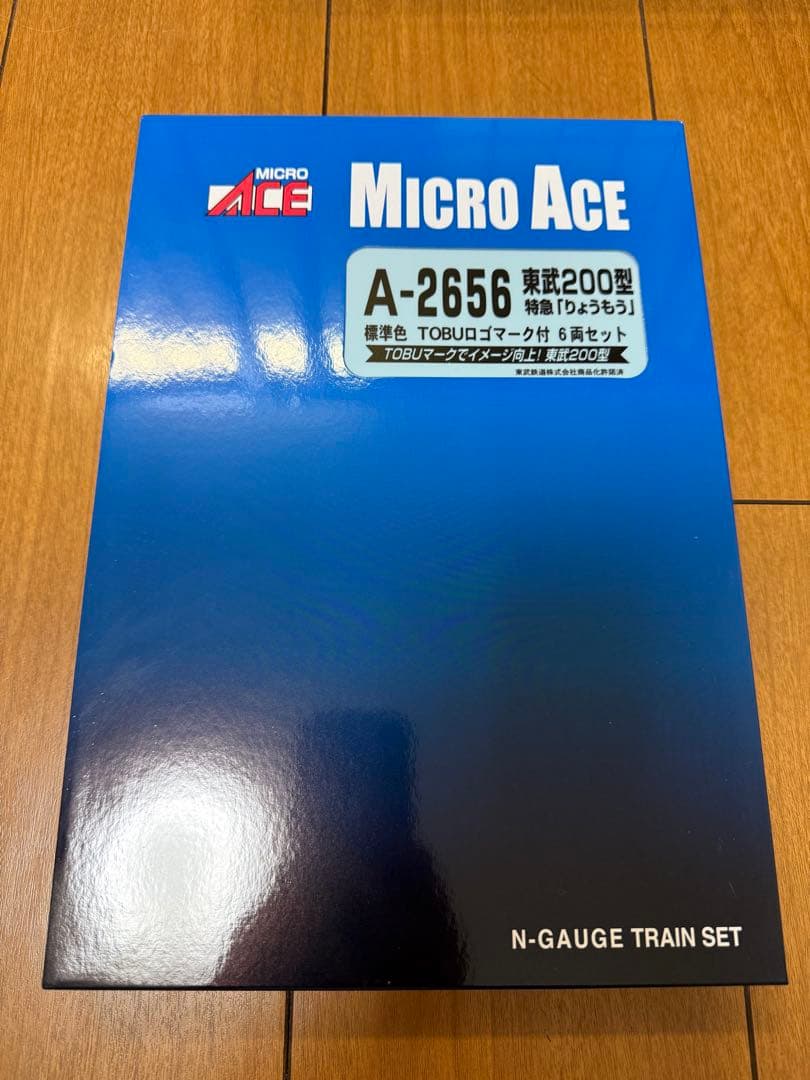 MICRO
ACE
MICRO ACE
A-2656
東武200型
特急「りょうもう」
標準色 TOBUロゴマーク付 6両セット
TOBUマークでイメージ向上! 東武200型
東武鉄道株式会社商品化許諾済
N-GAUGE TRAIN SET